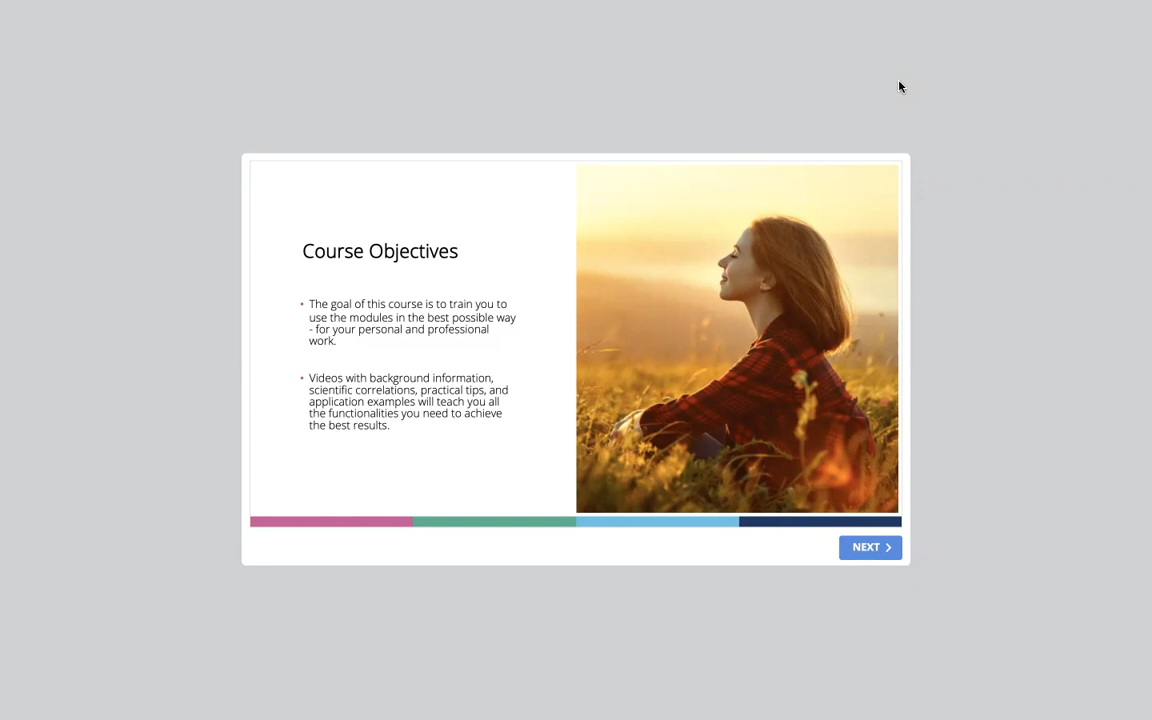 Course Objectives
• The goal of this course is to train you to
use the modules in the best possible way
- for your personal and professional
work.
• Videos with background information,
scientific correlations, practical tips, and
application examples will teach you all
the functionalities you need to achieve
the best results.
NEXT